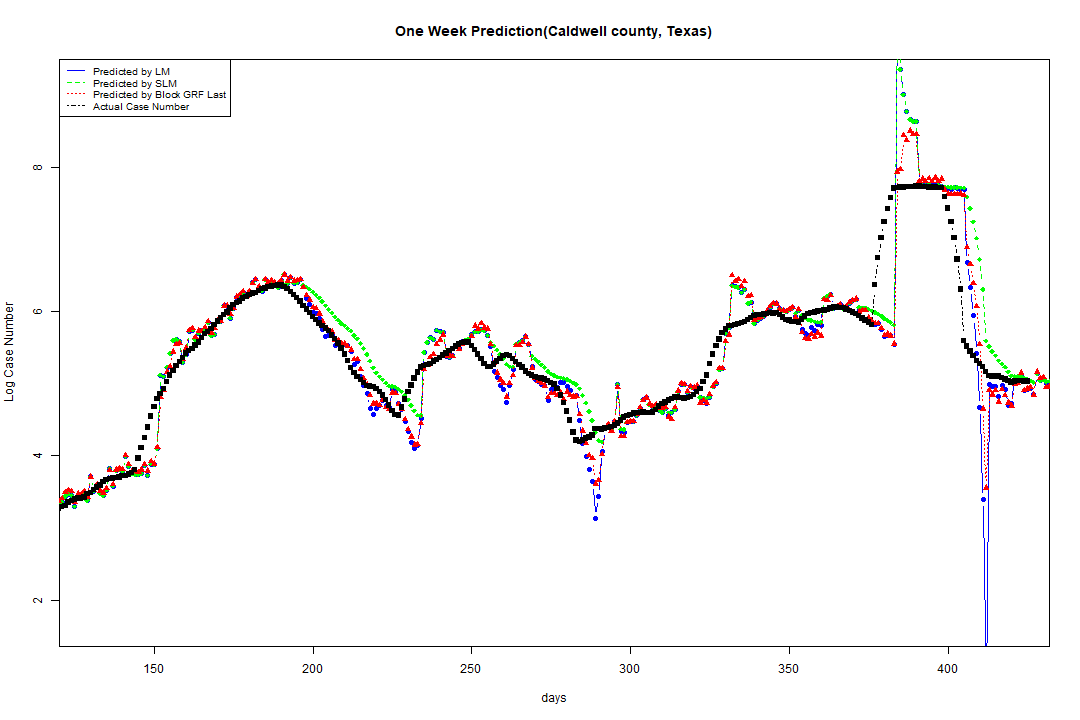 One Week Prediction(Caldwell county, Texas)
Predicted by LM
Predicted by SLM
Predicted by Block GRF Last
Actual Case Number
8
6
4
2
Log Case Number
150 200 250 300 350 400
days